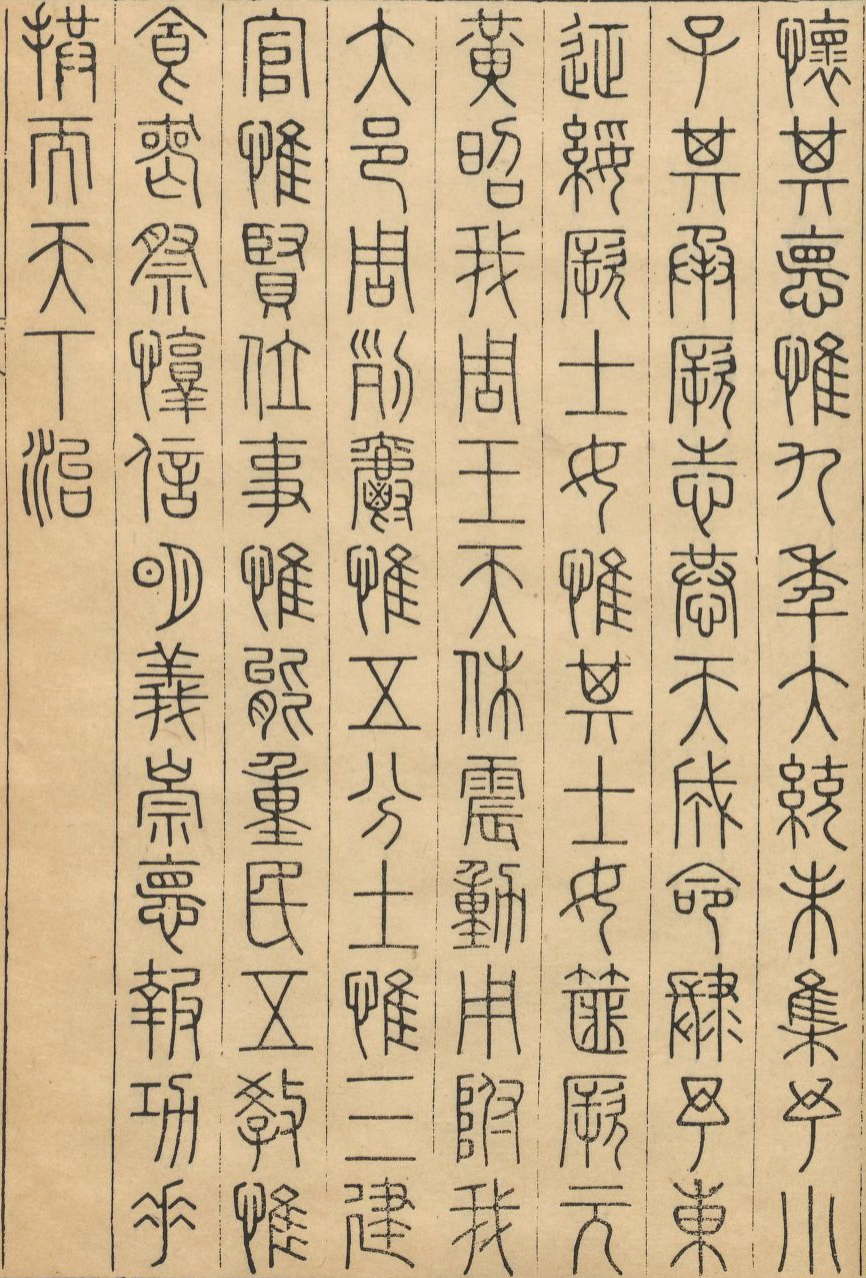 懷其德惟九年大統未集予小
子其承厥志恭天成命肆予東
征綏厥士女惟其士女篚厥元
黃昭我周王天休震動用附我
大邑周列爵惟五分土惟三建
官惟賢位事惟能重民五教惟
食喪祭惇信明義崇德報功垂
拱而天下治